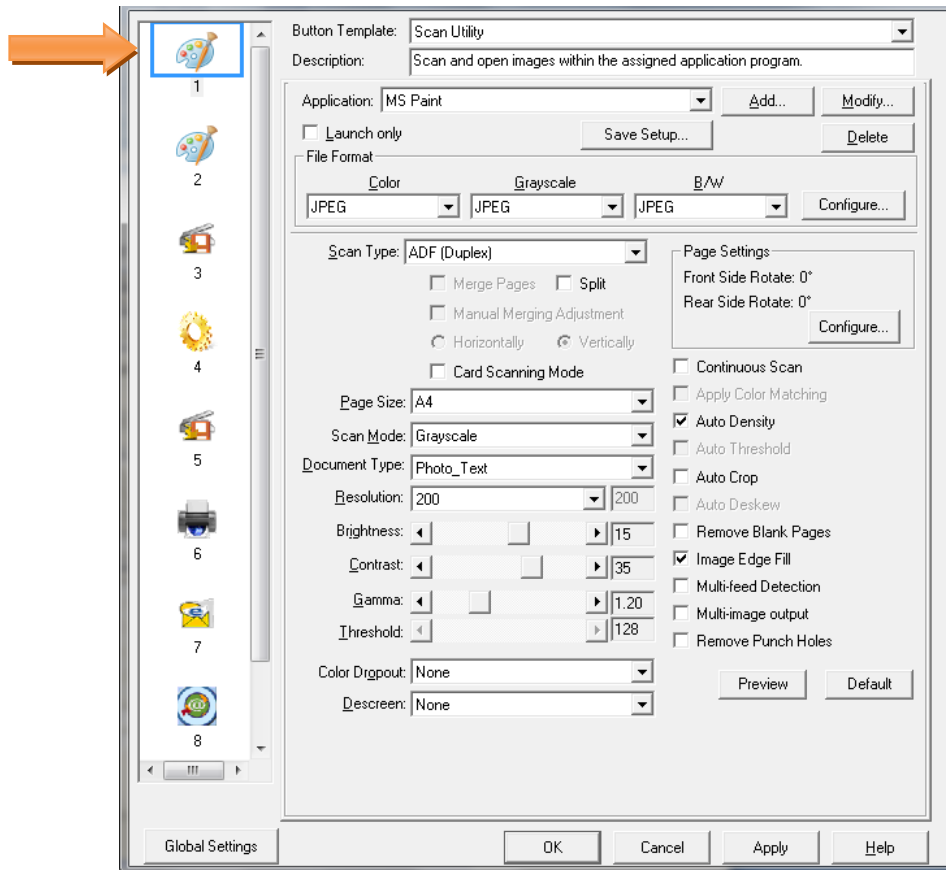 Button Template: Scan Utility
Description: Scan and open images within the assigned application program.
1
2
3
4
5
6
7
8
Application: MS Paint Add... Modify...
Launch only Save Setup... Delete
File Format
Color Grayscale B/W
JPEG JPEG JPEG Configure...
Scan Type: ADF (Duplex)
Merge Pages Split
Manual Merging Adjustment
Horizontally Vertically
Card Scanning Mode
Page Size: A4
Scan Mode: Grayscale
Document Type: Photo_Text
Resolution: 200 200
Brightness: 15
Contrast: 35
Gamma: 1.20
Threshold: 128
Color Dropout: None
Descreen: None
Page Settings
Front Side Rotate: 0°
Rear Side Rotate: 0°
Configure...
Continuous Scan
Apply Color Matching
Auto Density
Auto Threshold
Auto Crop
Auto Deskew
Remove Blank Pages
Image Edge Fill
Multi-feed Detection
Multi-image output
Remove Punch Holes
Preview Default
Global Settings OK Cancel Apply Help